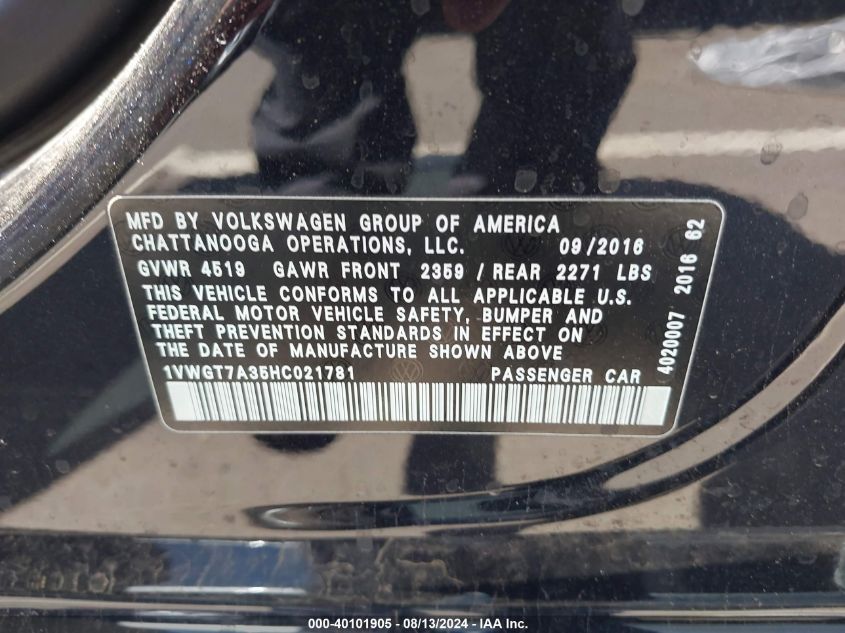 MFD BY VOLKSWAGEN GROUP OF AMERICA
CHATTANOOGA OPERATIONS, LLC. 09/2016
GVWR 4519 GAWR FRONT 2359 / REAR 2271 LBS
THIS VEHICLE CONFORMS TO ALL APPLICABLE U.S.
FEDERAL MOTOR VEHICLE SAFETY, BUMPER AND
THEFT PREVENTION STANDARDS IN EFFECT ON
THE DATE OF MANUFACTURE SHOWN ABOVE
1VWGT7A35HC021781 PASSENGER CAR
4020007 2016 62
000-40101905 - 08/13/2024 - IAA Inc.